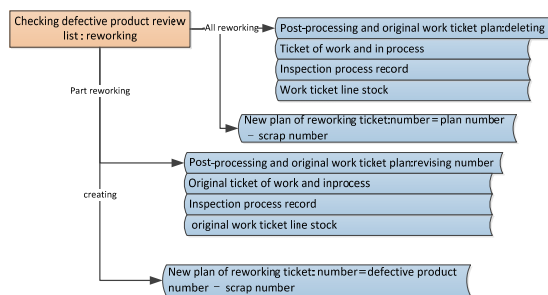 Checking defective product review
list : reworking
All reworking
Post-processing and original work ticket plan:deleting
Ticket of work and in process
Inspection process record
Work ticket line stock
Part reworking
New plan of reworking ticket:number = plan number
－ scrap number
Post-processing and original work ticket plan:revising number
Original ticket of work and inprocess
Inspection process record
original work ticket line stock
creating
New plan of reworking ticket: number=defective product
number － scrap number